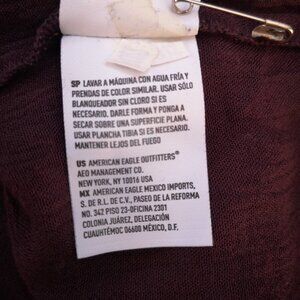 SP LAVAR A MÁQUINA CON AGUA FRÍA Y
PRENDAS DE COLOR SIMILAR. USAR SÓLO
BLANQUEADOR SIN CLORO SI ES
NECESARIO. DARLE FORMA Y PONGA A
SECAR SOBRE UNA SUPERFICIE PLANA.
USAR PLANCHA TIBIA SI ES NECESARIO.
MANTENER LEJOS DEL FUEGO
US AMERICAN EAGLE OUTFITTERS®
AEO MANAGEMENT CO.
NEW YORK, NY 10016 USA
MX AMERICAN EAGLE MEXICO IMPORTS,
S. DE R.L. DE C.V., PASEO DE LA REFORMA
NO. 342 PISO 23-OFICINA 2301
COLONIA JUÁREZ, DELEGACIÓN
CUAUHTÉMOC 06600 MÉXICO, D.F.